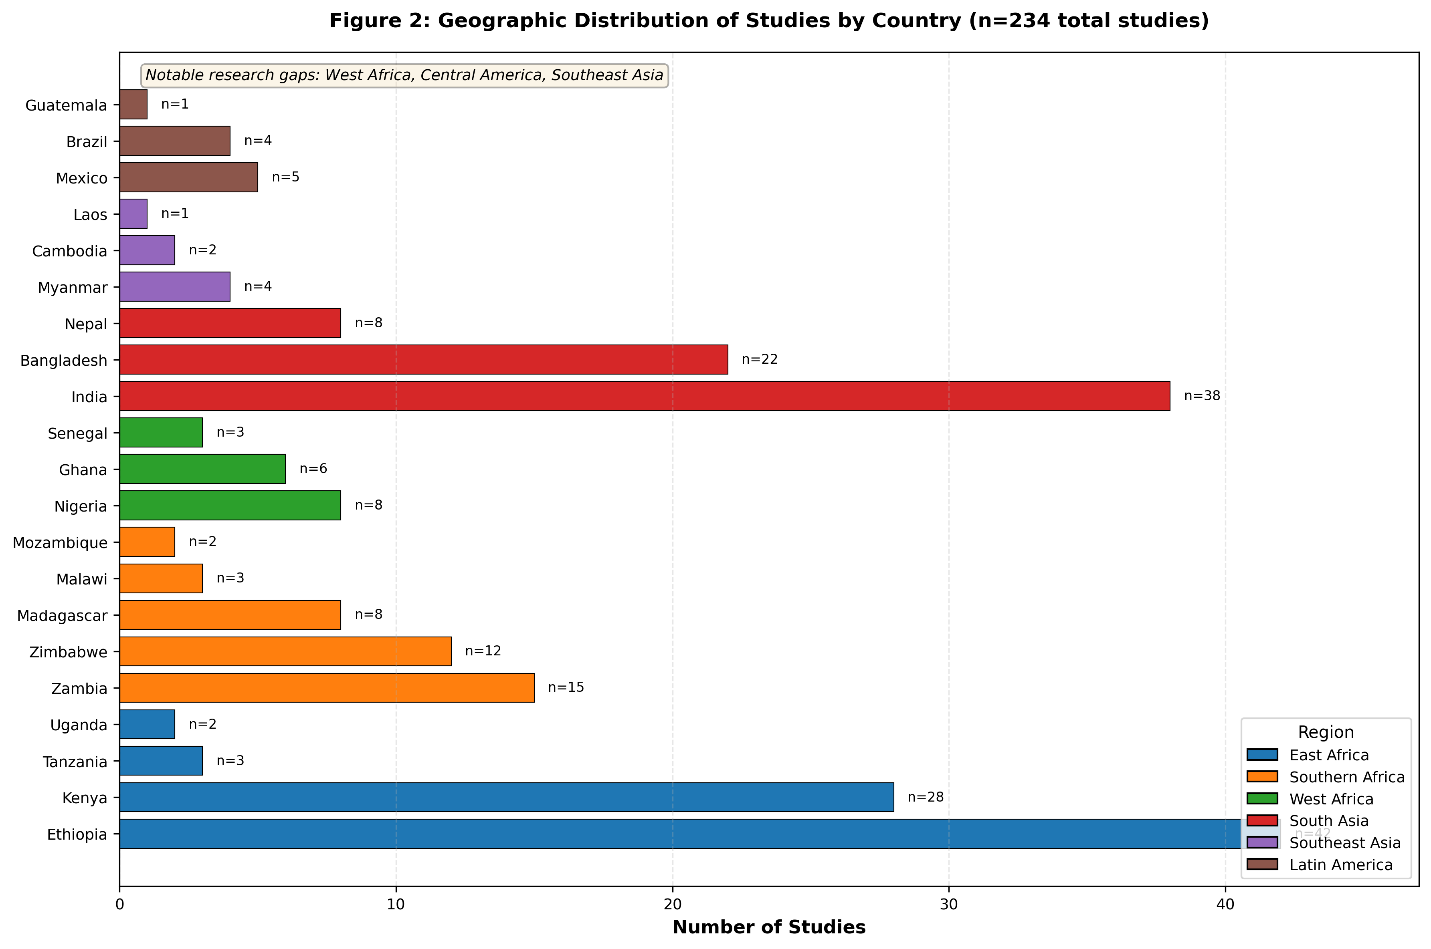 Figure 2: Geographic Distribution of Studies by Country (n=234 total studies)
Notable research gaps: West Africa, Central America, Southeast Asia
Guatemala n=1
Brazil n=4
Mexico n=5
Laos n=1
Cambodia n=2
Myanmar n=4
Nepal n=8
Bangladesh n=22
India n=38
Senegal n=3
Ghana n=6
Nigeria n=8
Mozambique n=2
Malawi n=3
Madagascar n=8
Zimbabwe n=12
Zambia n=15
Uganda n=2
Tanzania n=3
Kenya n=28
Ethiopia n=42
Region
East Africa
Southern Africa
West Africa
South Asia
Southeast Asia
Latin America
0 10 20 30 40
Number of Studies